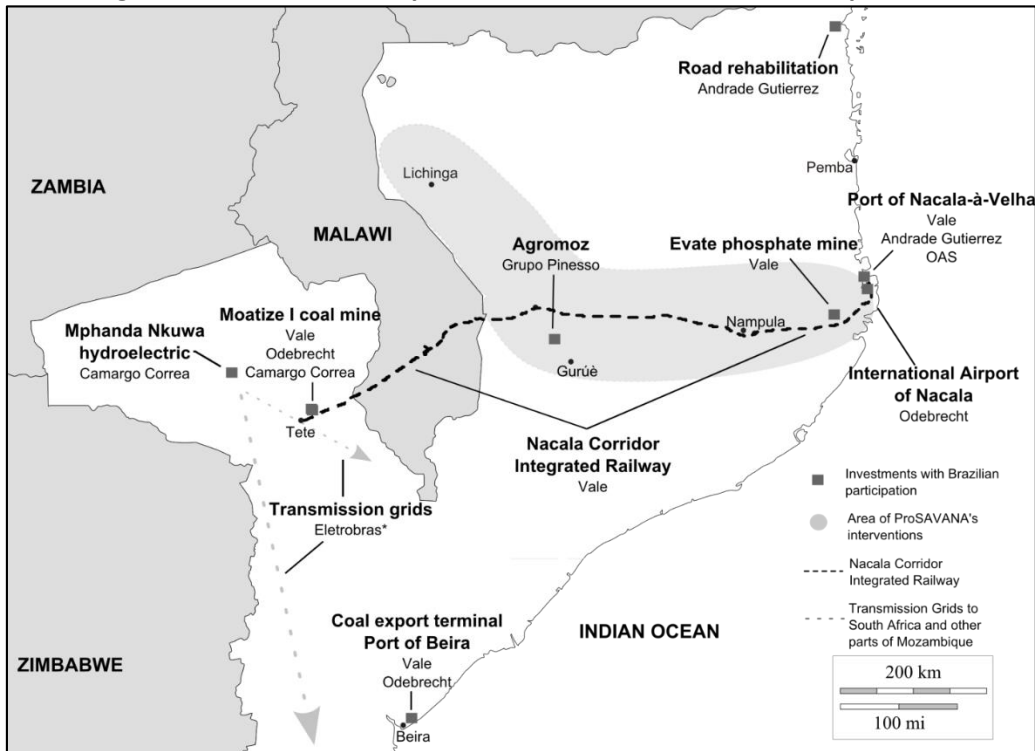 Road rehabilitation
Andrade Gutierrez
Pemba
ZAMBIA
Lichinga
MALAWI
Port of Nacala-à-Velha
Vale
Andrade Gutierrez
OAS
Agromoz
Grupo Pinesso
Evate phosphate mine
Vale
Moatize I coal mine
Vale
Odebrecht
Camargo Correa
Mphanda Nkuwa
hydroelectric
Camargo Correa
Nampula
Gurúè
International Airport
of Nacala
Odebrecht
Tete
Nacala Corridor
Integrated Railway
Vale
Transmission grids
Eletrobras*
Coal export terminal
Port of Beira
Vale
Odebrecht
Beira
INDIAN OCEAN
ZIMBABWE
Investments with Brazilian
participation
Area of ProSAVANA's
interventions
Nacala Corridor
Integrated Railway
Transmission Grids to
South Africa and other
parts of Mozambique
200 km
100 mi